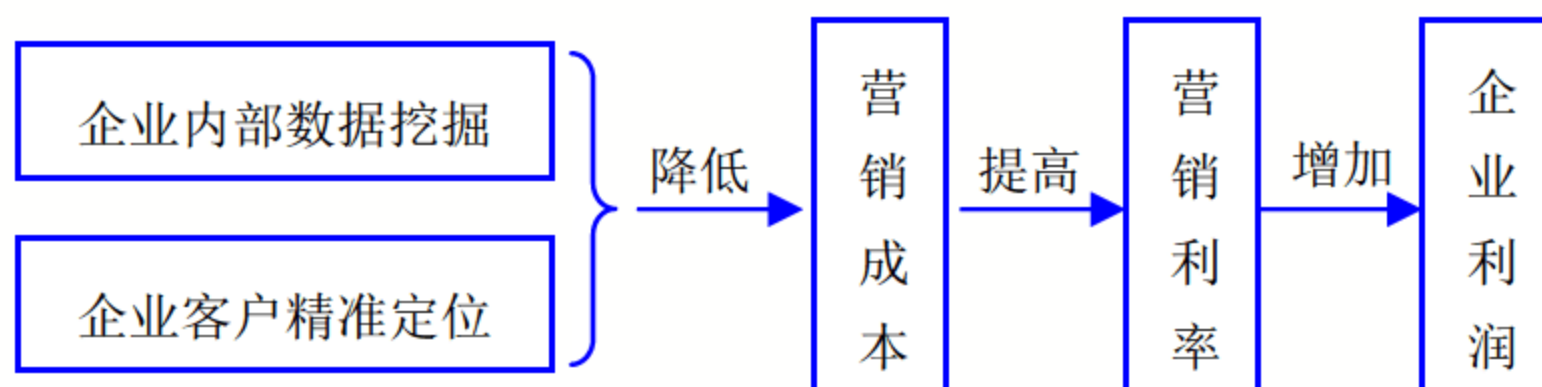 企业内部数据挖掘
企业客户精准定位
降低
营销成本
提高
营销利率
增加
企业利润